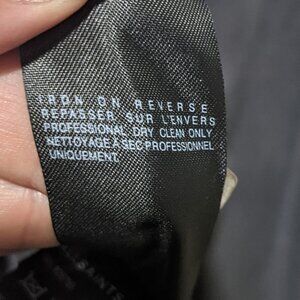 IRON ON REVERSE
REPASSER SUR L'ENVERS
PROFESSIONAL DRY CLEAN ONLY
NETTOYAGE A SEC PROFESSIONNEL
UNIQUEMENT.